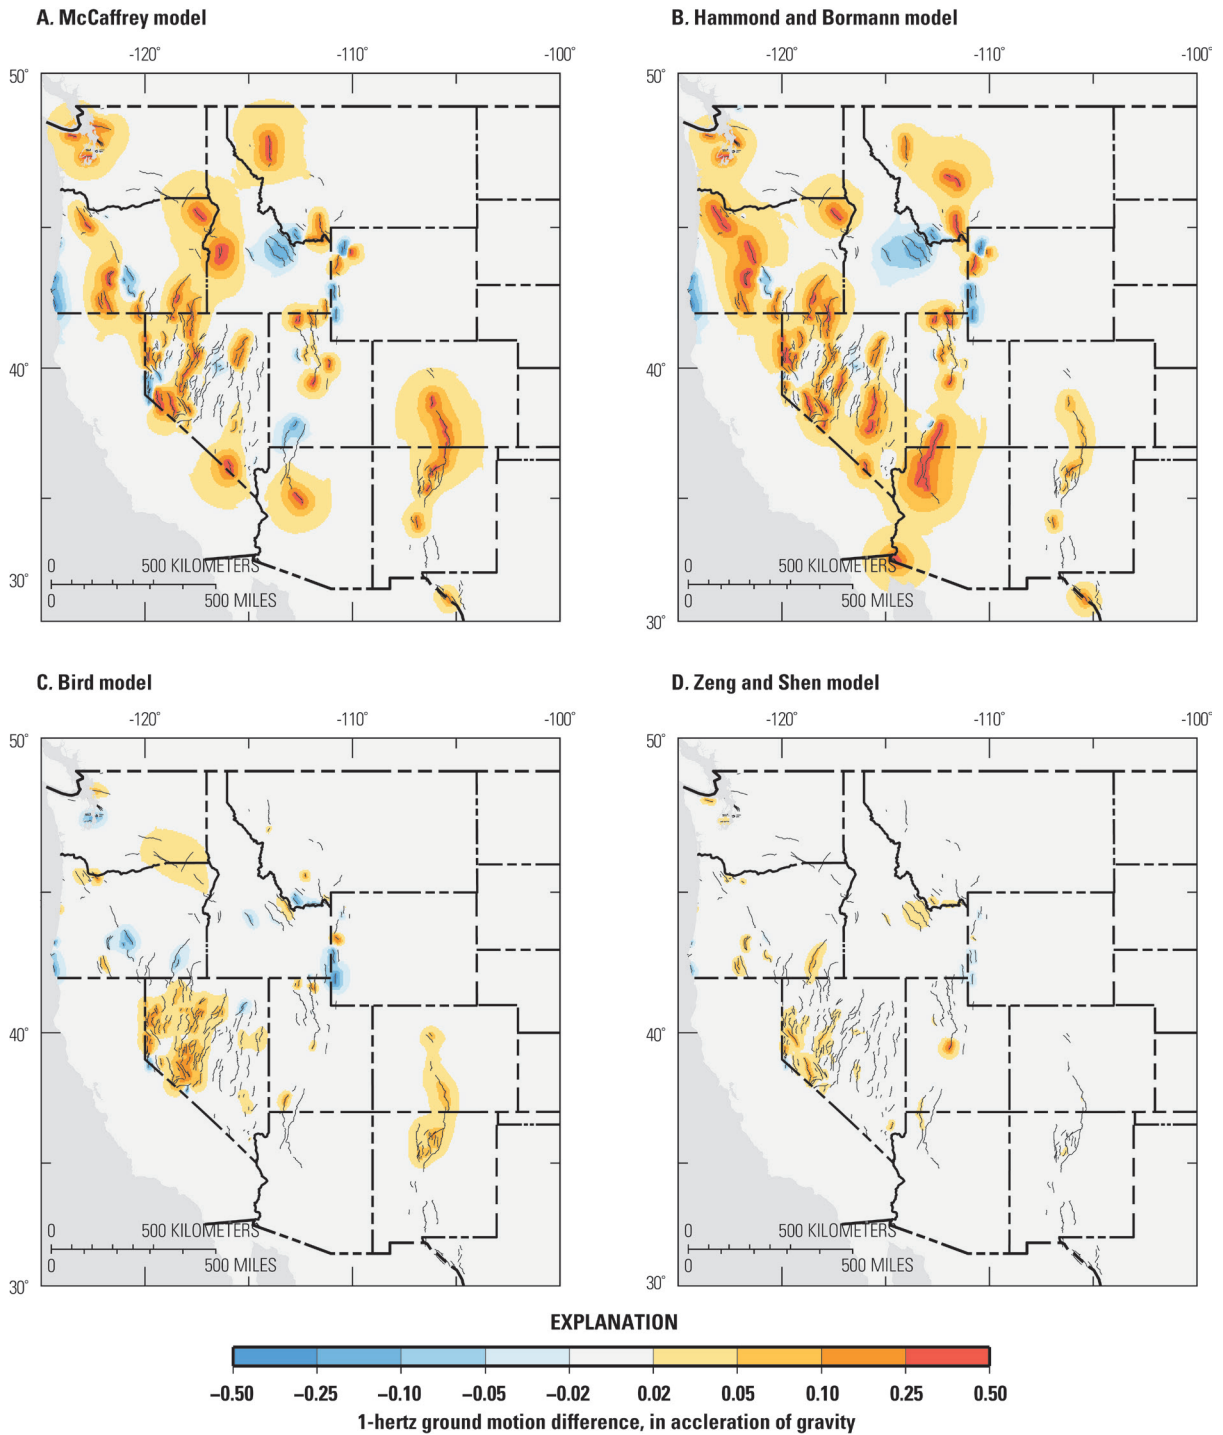 A. McCaffrey model
B. Hammond and Bormann model
-120° -110° -100°
-120° -110° -100°
50°
50°
40°
40°
30°
30°
0 500 KILOMETERS
0 500 MILES
0 500 KILOMETERS
0 500 MILES
C. Bird model
D. Zeng and Shen model
-120° -110° -100°
-120° -110° -100°
50°
50°
40°
40°
30°
30°
0 500 KILOMETERS
0 500 MILES
0 500 KILOMETERS
0 500 MILES
EXPLANATION
−0.50 −0.25 −0.10 −0.05 −0.02 0.02 0.05 0.10 0.25 0.50
1-hertz ground motion difference, in accleration of gravity